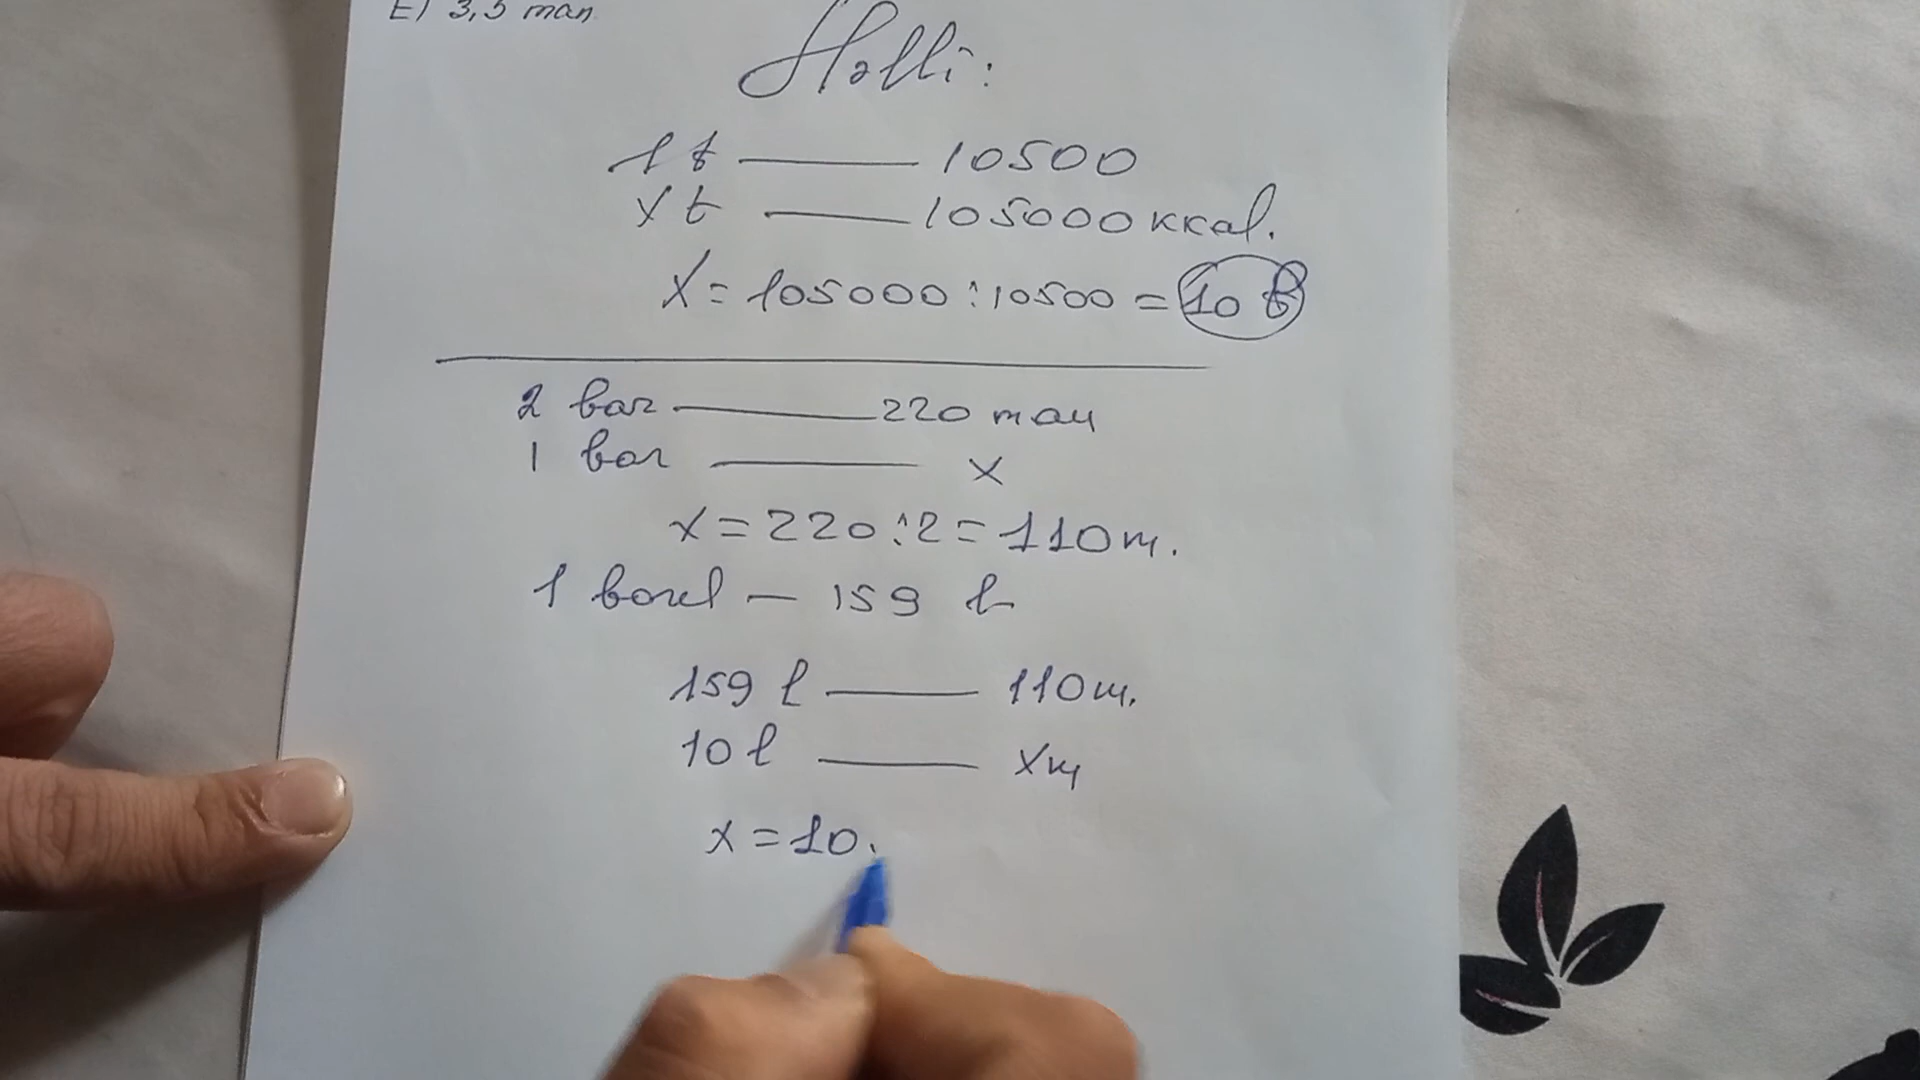 E) 3,5 man
Həlli:
1 t — 10500
x t — 105000 kkal.
x = 105000 : 10500 = 10 t
2 bar — 220 man
1 bar — x
x = 220 : 2 = 110 m.
1 barel — 159 l
159 l — 110 m.
10 l — x m
x = 10.